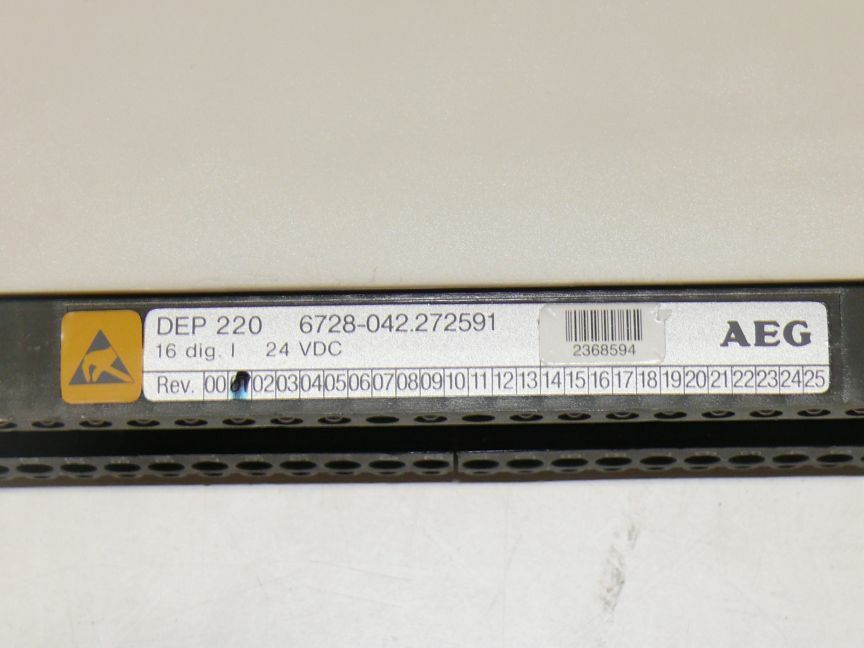 DEP 220 6728-042.272591
16 dig. I 24 VDC
2368594
AEG
Rev. 00 01 02 03 04 05 06 07 08 09 10 11 12 13 14 15 16 17 18 19 20 21 22 23 24 25